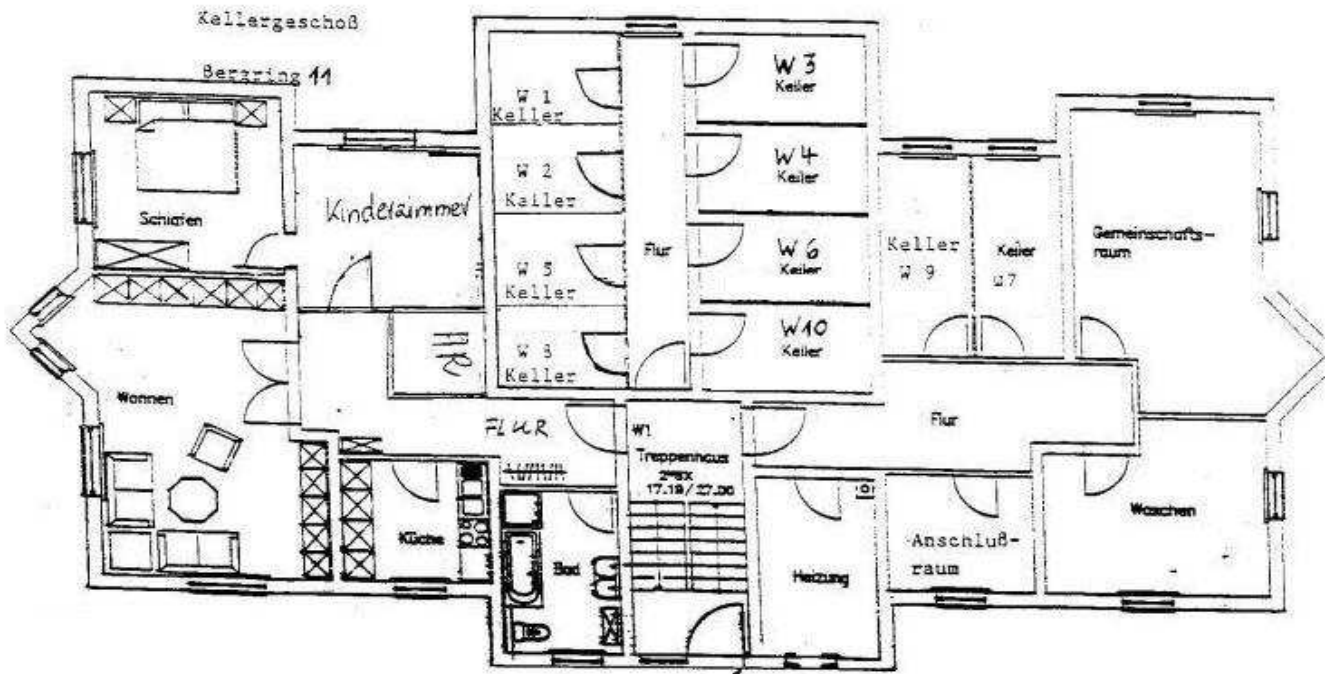 Kellergeschoß
Bergring 11
Schlafen
Kinderzimmer
Wohnen
AR
FLUR
Küche
Bad
W 1
Keller
W 2
Keller
W 5
Keller
W 8
Keller
Flur
W 3
Keller
W 4
Keller
W 6
Keller
W10
Keller
Keller
W 9
Keller
W7
Gemeinschafts-
raum
Flur
W1
Treppenhaus
Heizung
Anschluß-
raum
Waschen